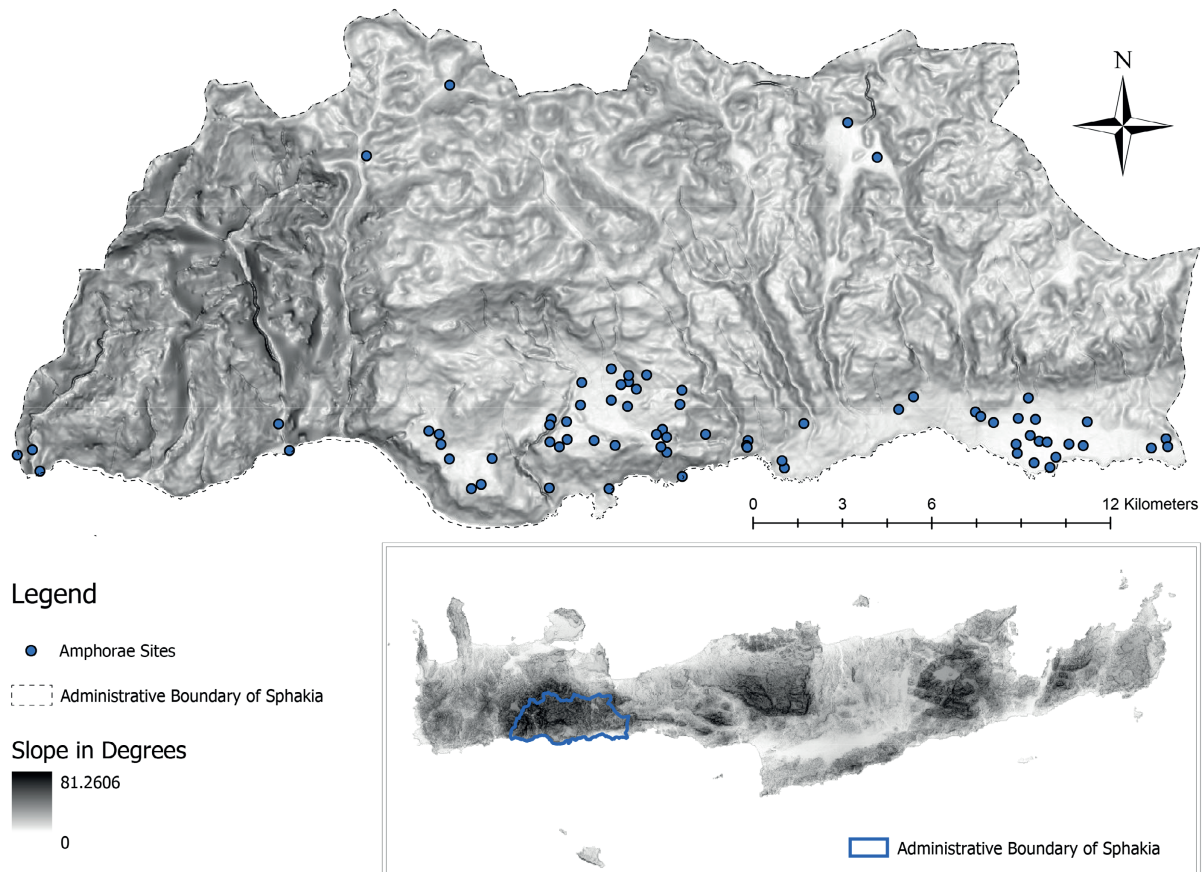 N
0 3 6 12 Kilometers
Legend
Amphorae Sites
Administrative Boundary of Sphakia
Slope in Degrees
81.2606
0
Administrative Boundary of Sphakia